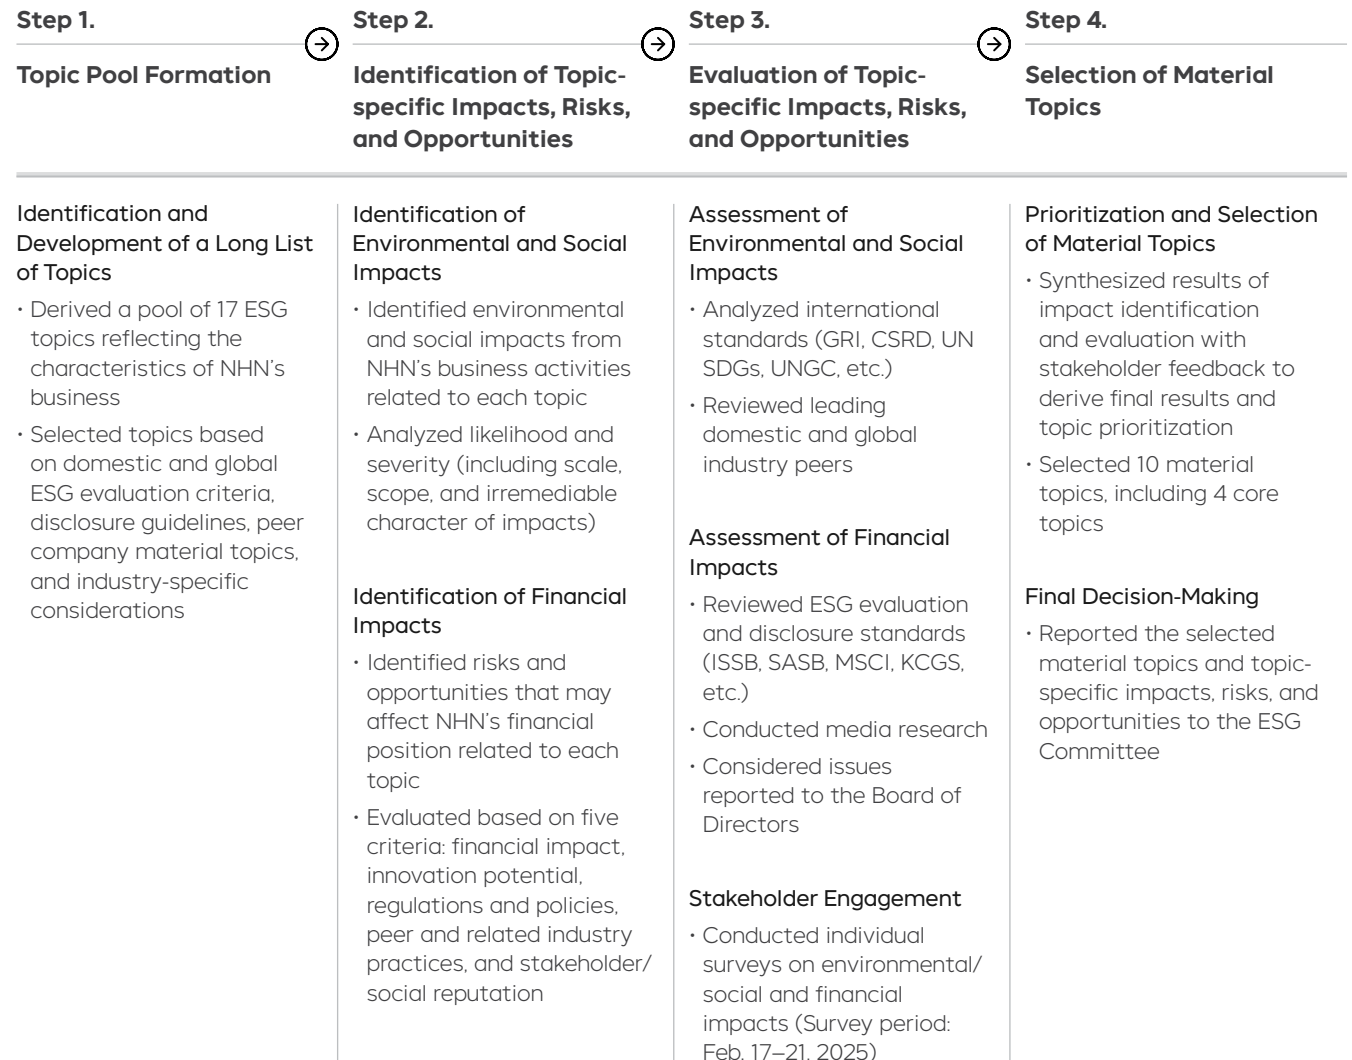 Step 1.
Topic Pool Formation
Identification and
Development of a Long List
of Topics
· Derived a pool of 17 ESG
topics reflecting the
characteristics of NHN's
business
· Selected topics based
on domestic and global
ESG evaluation criteria,
disclosure guidelines, peer
company material topics,
and industry-specific
considerations
Step 2.
Identification of Topic-
specific Impacts, Risks,
and Opportunities
Identification of
Environmental and Social
Impacts
· Identified environmental
and social impacts from
NHN's business activities
related to each topic
· Analyzed likelihood and
severity (including scale,
scope, and irremediable
character of impacts)
Identification of Financial
Impacts
· Identified risks and
opportunities that may
affect NHN's financial
position related to each
topic
· Evaluated based on five
criteria: financial impact,
innovation potential,
regulations and policies,
peer and related industry
practices, and stakeholder/
social reputation
Step 3.
Evaluation of Topic-
specific Impacts, Risks,
and Opportunities
Assessment of
Environmental and Social
Impacts
· Analyzed international
standards (GRI, CSRD, UN
SDGs, UNGC, etc.)
· Reviewed leading
domestic and global
industry peers
Assessment of Financial
Impacts
· Reviewed ESG evaluation
and disclosure standards
(ISSB, SASB, MSCI, KCGS,
etc.)
· Conducted media research
· Considered issues
reported to the Board of
Directors
Stakeholder Engagement
· Conducted individual
surveys on environmental/
social and financial
impacts (Survey period:
Feb. 17–21, 2025)
Step 4.
Selection of Material
Topics
Prioritization and Selection
of Material Topics
· Synthesized results of
impact identification
and evaluation with
stakeholder feedback to
derive final results and
topic prioritization
· Selected 10 material
topics, including 4 core
topics
Final Decision-Making
· Reported the selected
material topics and topic-
specific impacts, risks, and
opportunities to the ESG
Committee